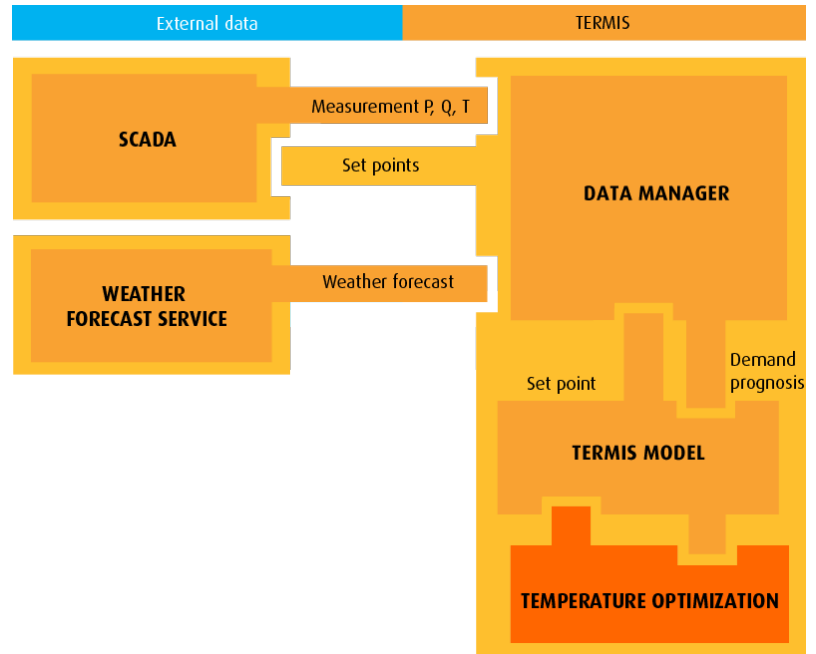 External data
TERMIS
Measurement P, Q, T
SCADA
Set points
DATA MANAGER
Weather forecast
WEATHER
FORECAST SERVICE
Demand
prognosis
Set point
TERMIS MODEL
TEMPERATURE OPTIMIZATION